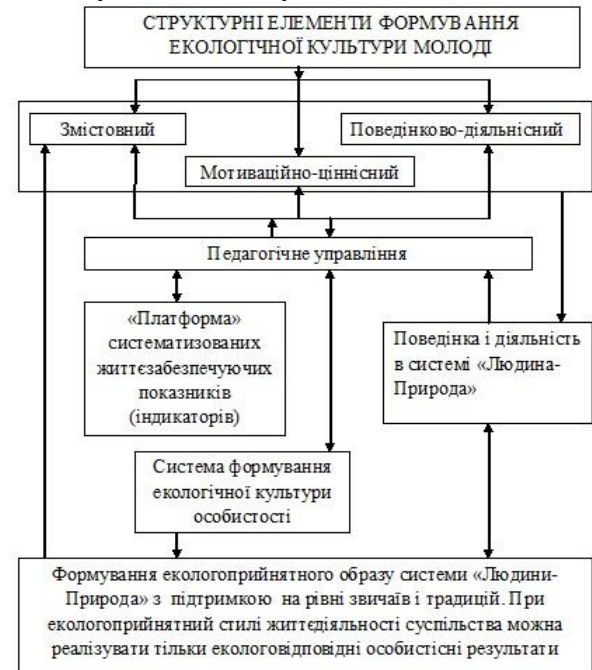 СТРУКТУРНІ ЕЛЕМЕНТИ ФОРМУВАННЯ
ЕКОЛОГІЧНОЇ КУЛЬТУРИ МОЛОДІ
Змістовний
Поведінково-діяльнісний
Мотиваційно-ціннісний
Педагогічне управління
«Платформа»
систематизованих
життєзабезпечуючих
показників
(індикаторів)
Поведінка і діяльність
в системі «Людина-
Природа»
Система формування
екологічної культури
особистості
Формування екологоприйнятного образу системи «Людини-
Природа» з підтримкою на рівні звичаїв і традицій. При
екологоприйнятний стилі життєдіяльності суспільства можна
реалізувати тільки екологовідповідні особистісні результати